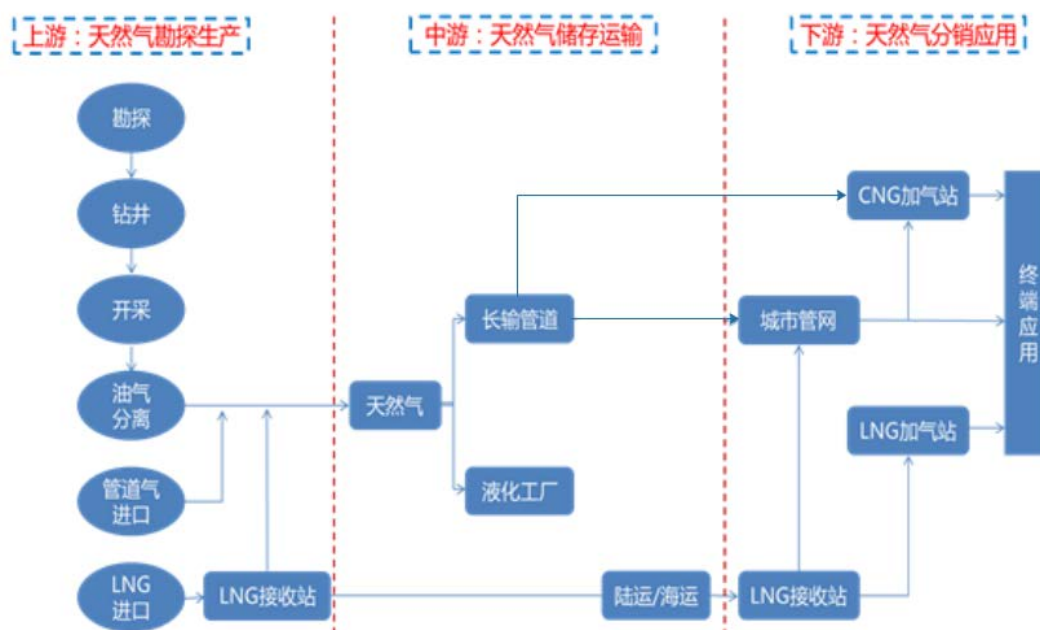 上游：天然气勘探生产
中游：天然气储存运输
下游：天然气分销应用
勘探
钻井
开采
油气
分离
管道气
进口
LNG
进口
LNG接收站
天然气
长输管道
液化工厂
陆运/海运
CNG加气站
城市管网
LNG加气站
LNG接收站
终
端
应
用